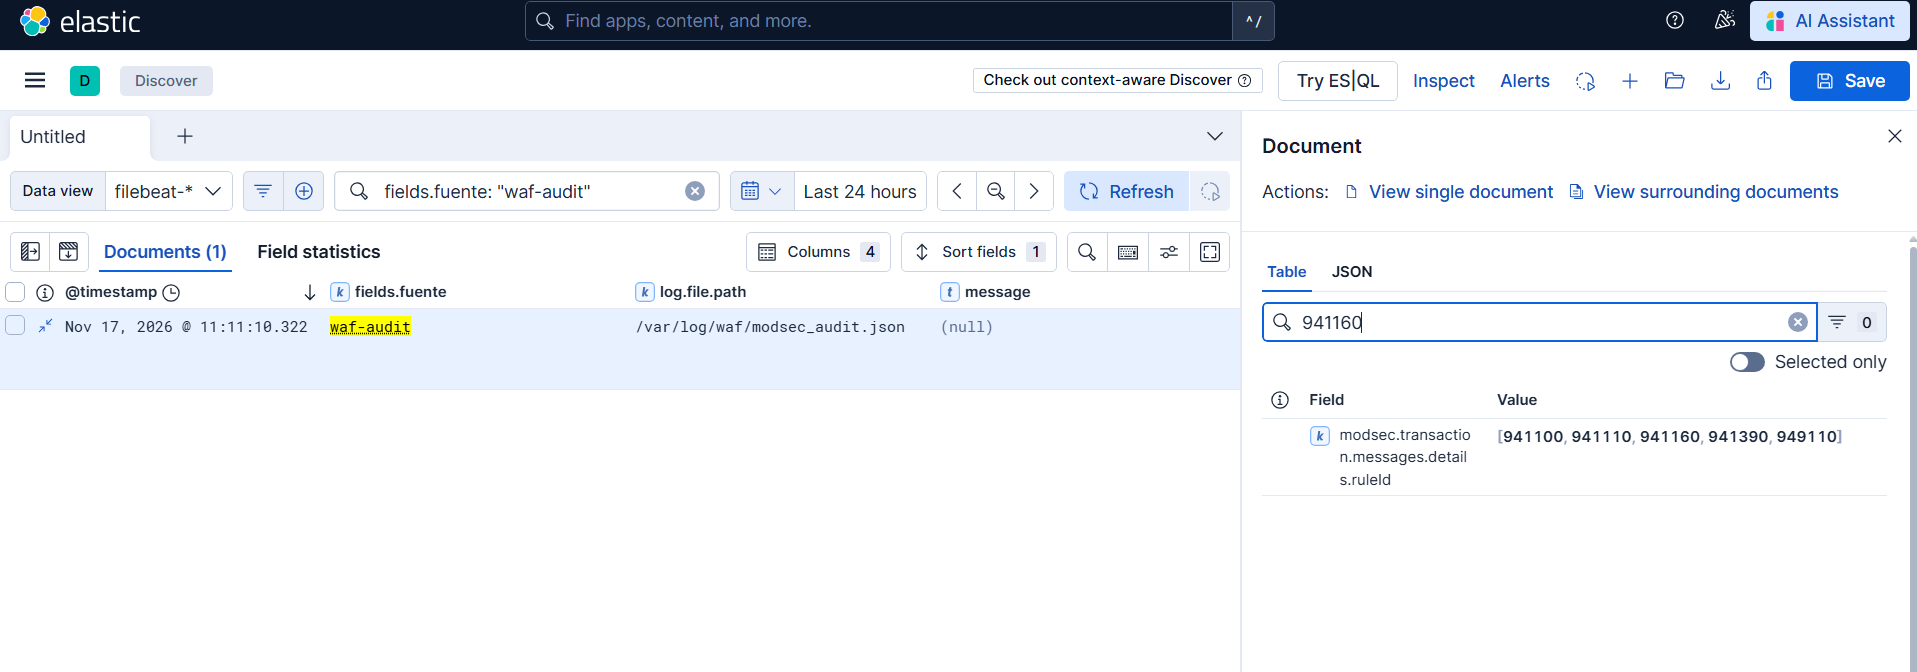 elastic
Find apps, content, and more.
^ /
AI Assistant
D
Discover
Check out context-aware Discover
Try ES|QL
Inspect
Alerts
Save
Untitled
Data view
filebeat-*
fields.fuente: "waf-audit"
Last 24 hours
Refresh
Documents (1)
Field statistics
Columns 4
Sort fields 1
@timestamp
k fields.fuente
k log.file.path
t message
Nov 17, 2026 @ 11:11:10.322
waf-audit
/var/log/waf/modsec_audit.json
(null)
Document
Actions:
View single document
View surrounding documents
Table
JSON
941160
0
Selected only
Field
Value
k modsec.transactio
n.messages.detail
s.ruleId
[941100, 941110, 941160, 941390, 949110]